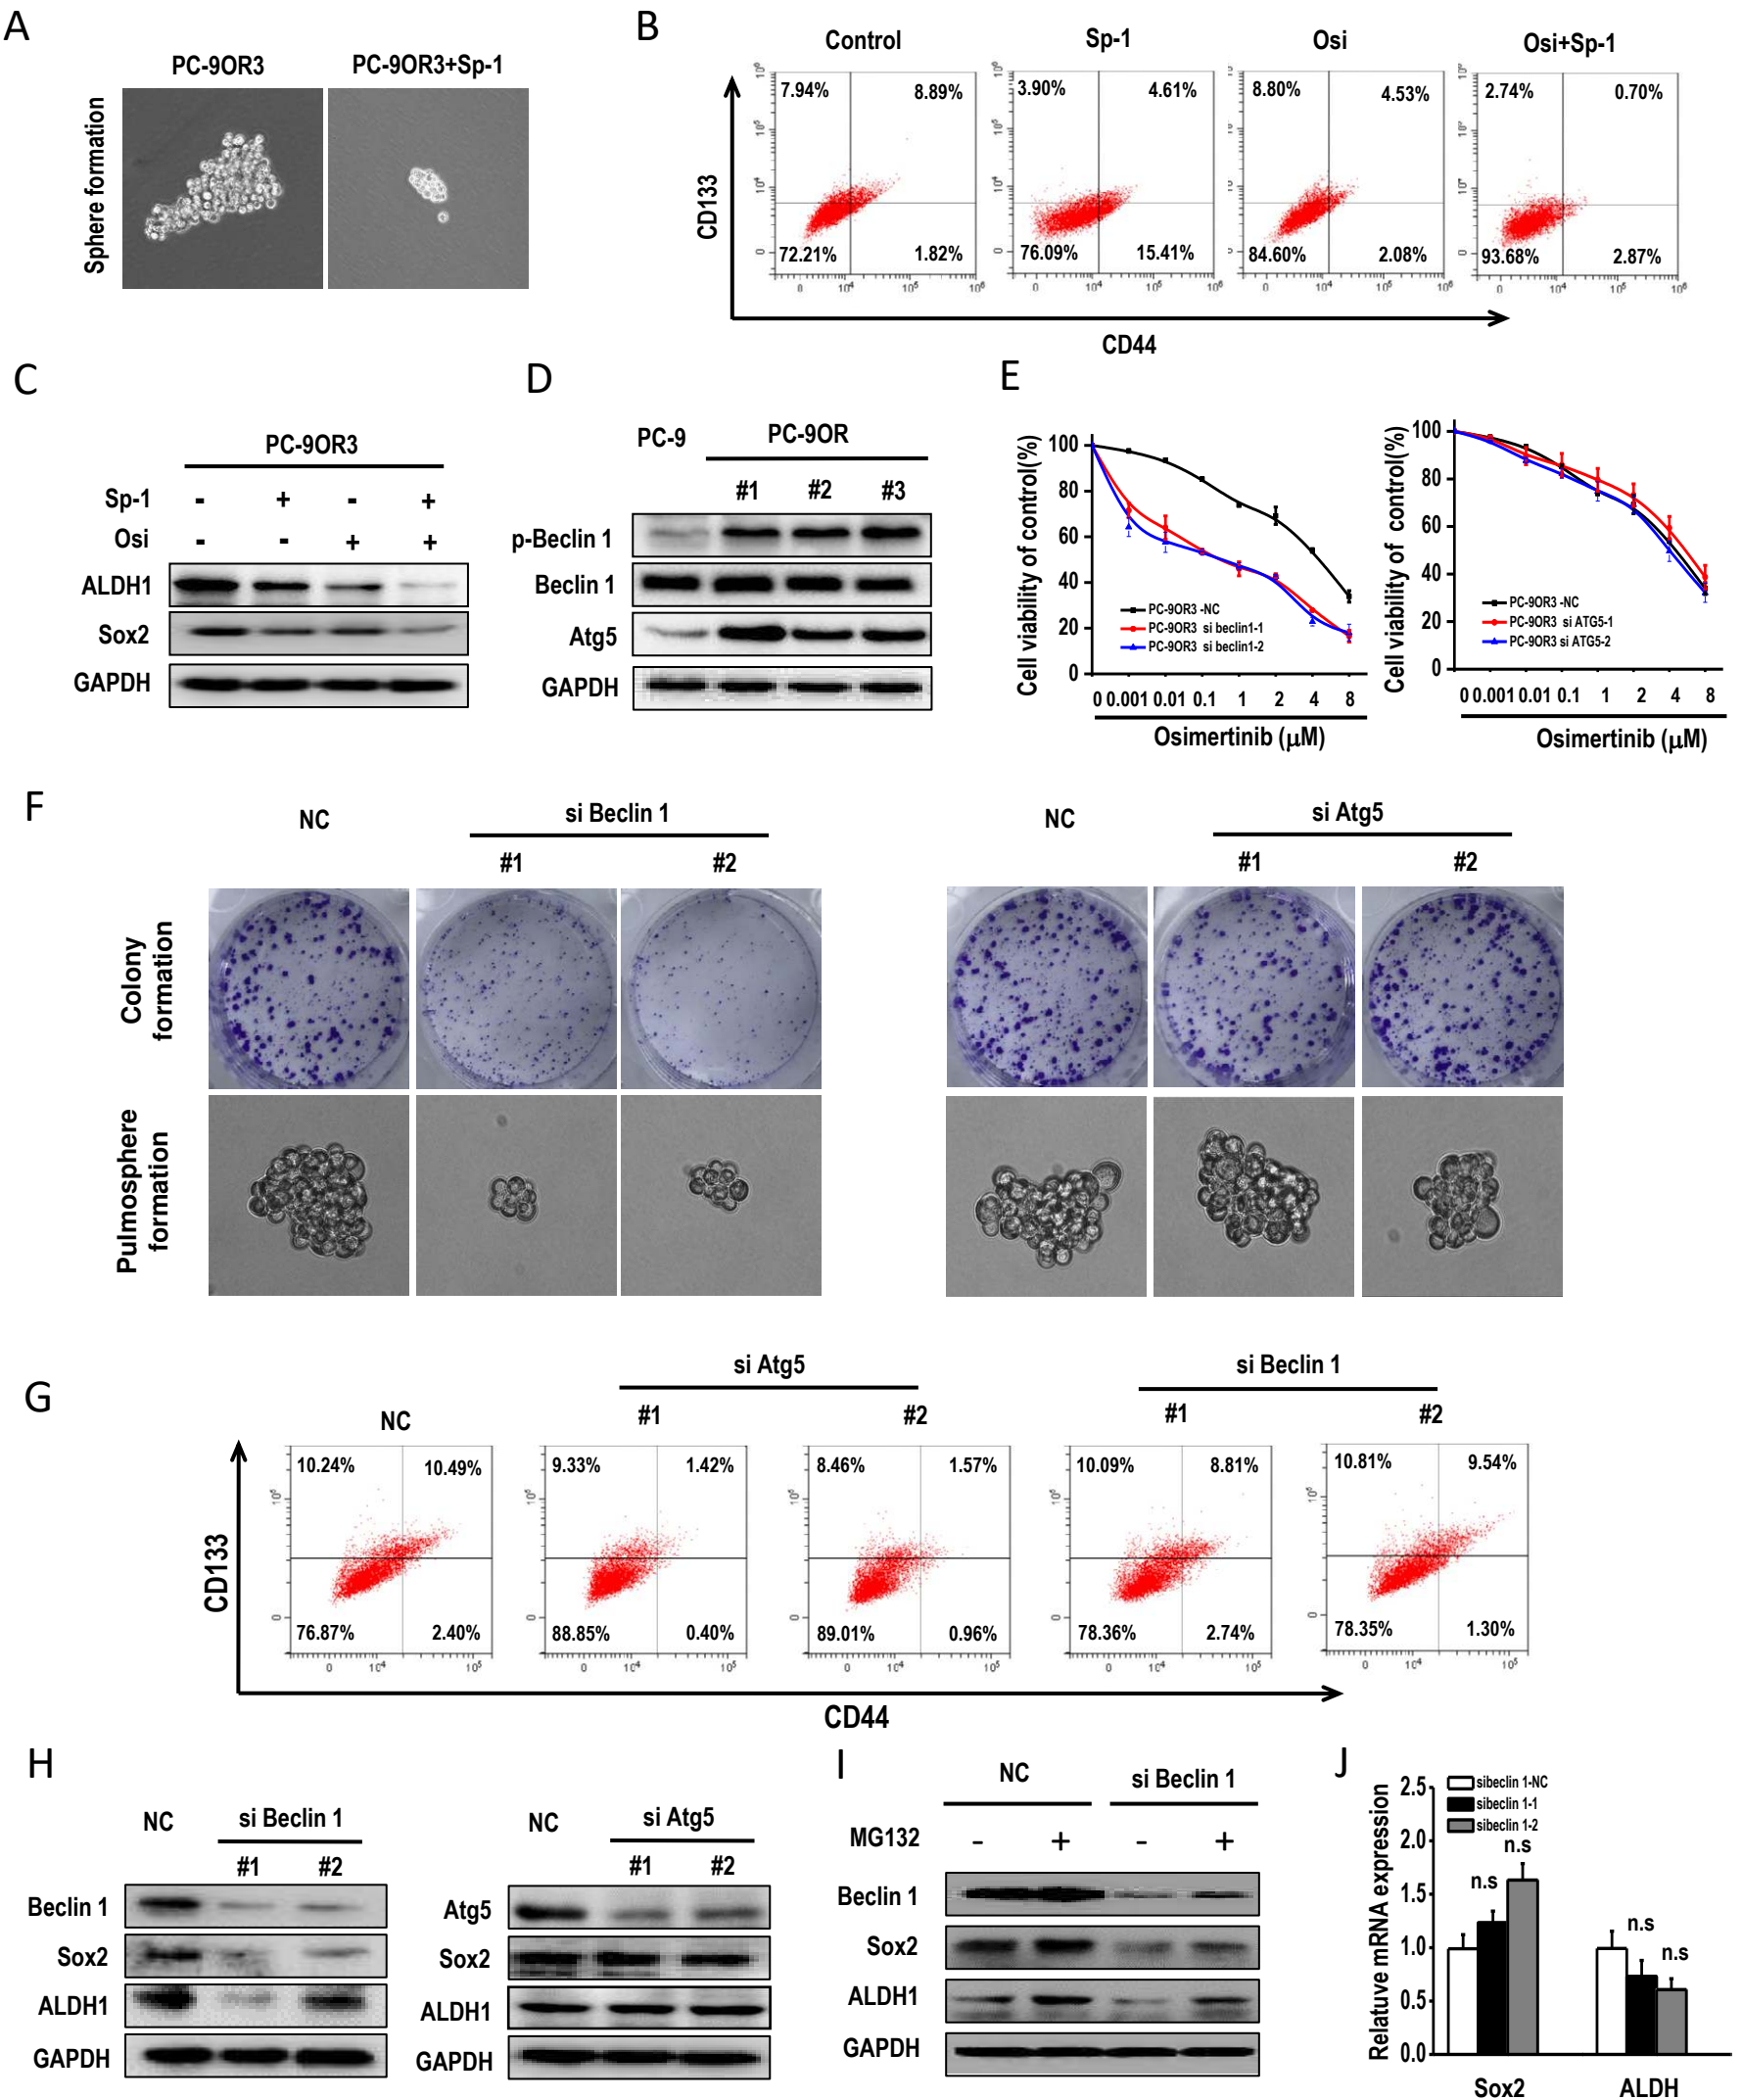 A
PC-9OR3 PC-9OR3+Sp-1
Sphere formation
B
Control Sp-1 Osi Osi+Sp-1
7.94% 8.89% 3.90% 4.61% 8.80% 4.53% 2.74% 0.70%
72.21% 1.82% 76.09% 15.41% 84.60% 2.08% 93.68% 2.87%
CD133
CD44
C
PC-9OR3
Sp-1 - + - +
Osi - - + +
ALDH1
Sox2
GAPDH
D
PC-9 PC-9OR
#1 #2 #3
p-Beclin 1
Beclin 1
Atg5
GAPDH
E
Cell viability of control(%)
100
80
60
40
20
0
PC-9OR3 -NC
PC-9OR3 si beclin1-1
PC-9OR3 si beclin1-2
0 0.001 0.01 0.1 1 2 4 8
Osimertinib (μM)
Cell viability of control(%)
100
80
60
40
20
0
PC-9OR3 -NC
PC-9OR3 si ATG5-1
PC-9OR3 si ATG5-2
0 0.001 0.01 0.1 1 2 4 8
Osimertinib (μM)
F
NC si Beclin 1 NC si Atg5
#1 #2 #1 #2
Colony
formation
Pulmosphere
formation
G
si Atg5 si Beclin 1
NC #1 #2 #1 #2
10.24% 10.49% 9.33% 1.42% 8.46% 1.57% 10.09% 8.81% 10.81% 9.54%
76.87% 2.40% 88.85% 0.40% 89.01% 0.96% 78.36% 2.74% 78.35% 1.30%
CD133
CD44
H
NC si Beclin 1
#1 #2
Beclin 1
Sox2
ALDH1
GAPDH
NC si Atg5
#1 #2
Atg5
Sox2
ALDH1
GAPDH
I
NC si Beclin 1
MG132 - + - +
Beclin 1
Sox2
ALDH1
GAPDH
J
Relatuve mRNA expression
2.5
2.0
1.5
1.0
0.5
0.0
sibeclin 1-NC
sibeclin 1-1
sibeclin 1-2
n.s
n.s
n.s
n.s
Sox2 ALDH